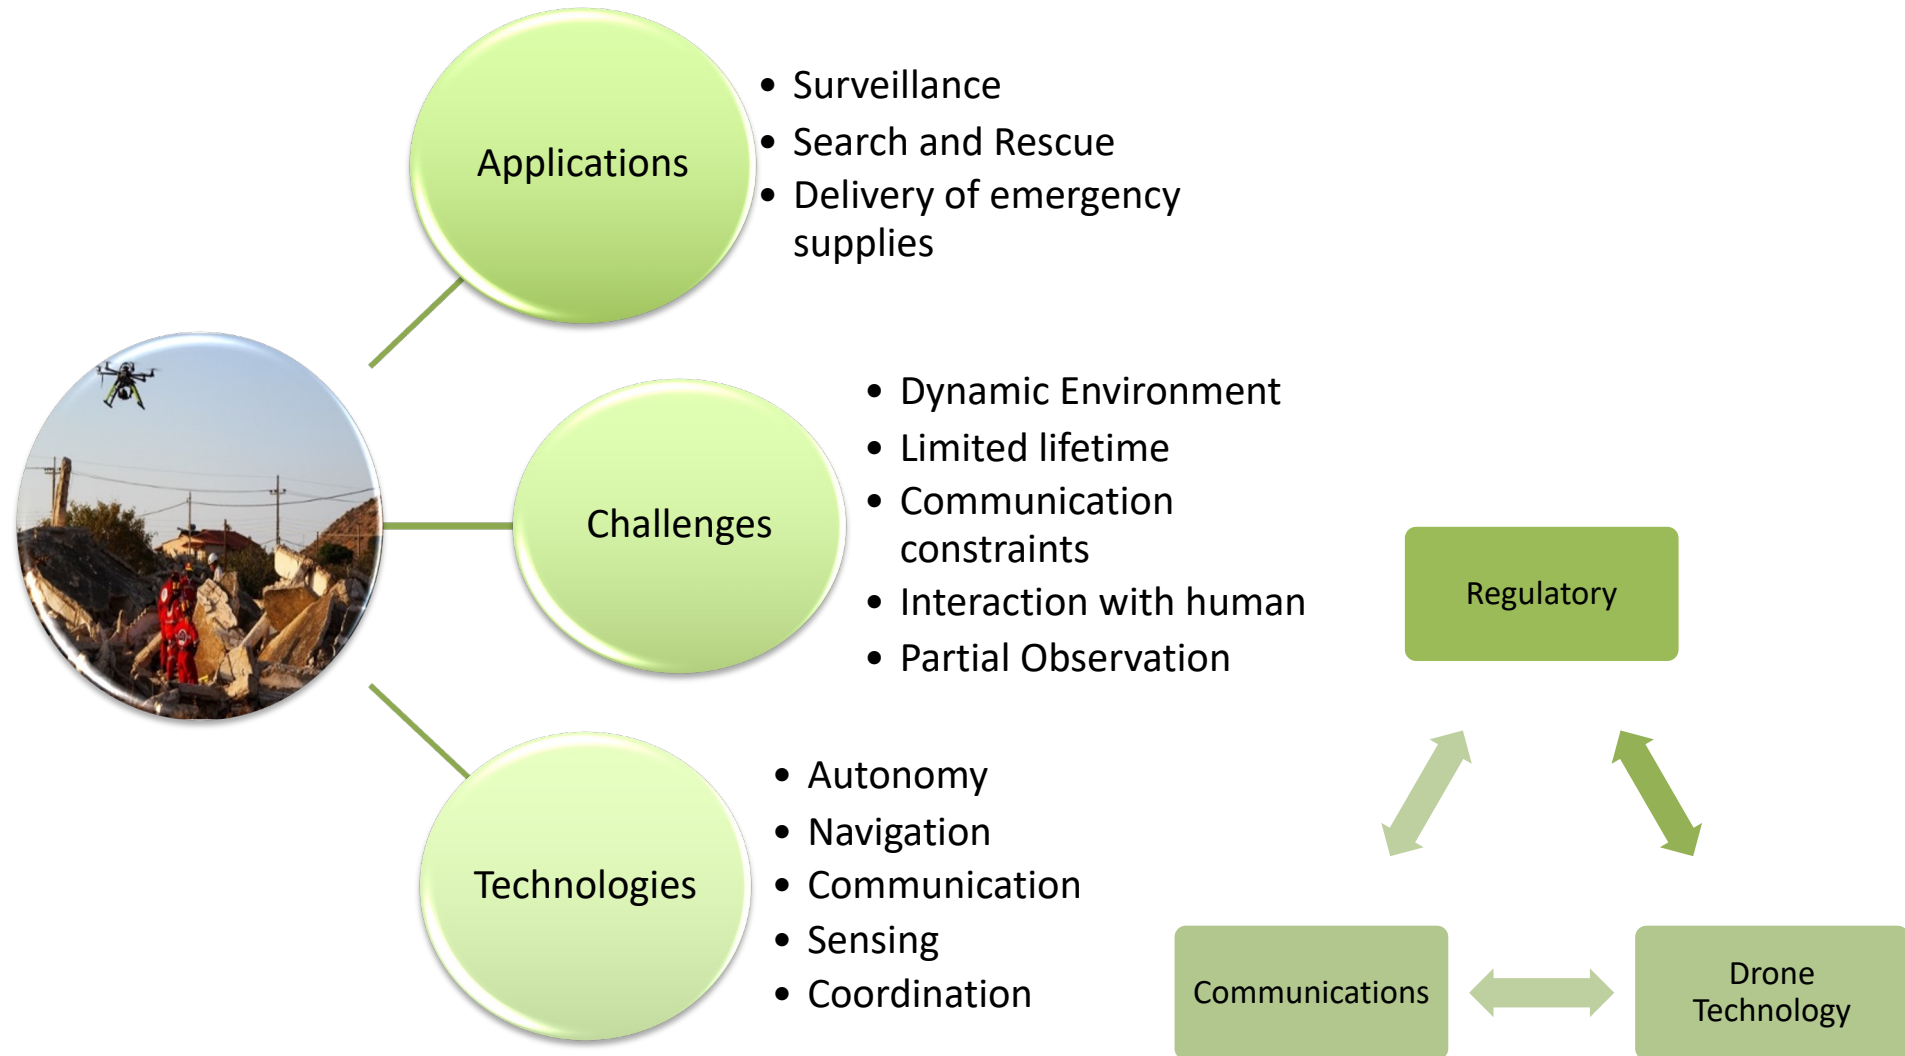 Applications
• Surveillance
• Search and Rescue
• Delivery of emergency
supplies
Challenges
• Dynamic Environment
• Limited lifetime
• Communication
constraints
• Interaction with human
• Partial Observation
Technologies
• Autonomy
• Navigation
• Communication
• Sensing
• Coordination
Regulatory
Communications
Drone
Technology